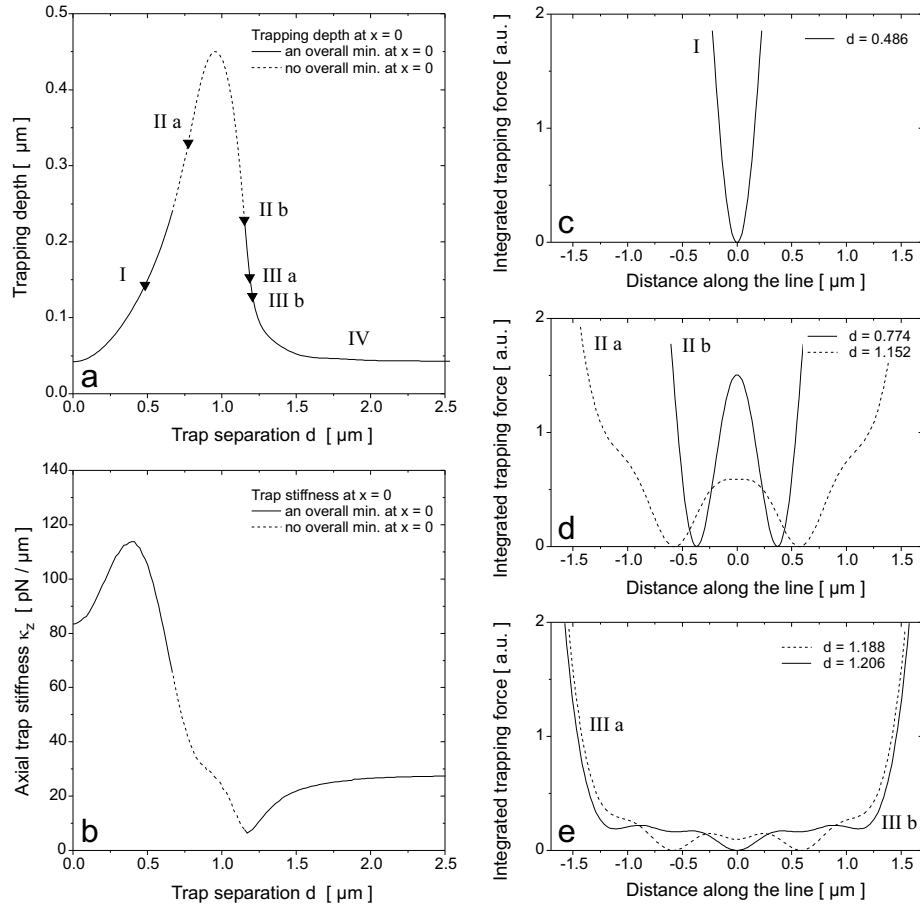 Trapping depth at x = 0
an overall min. at x = 0
no overall min. at x = 0
II a
II b
I
III a
III b
IV
a
0.5
0.4
0.3
0.2
0.1
0.0
0.0 0.5 1.0 1.5 2.0 2.5
Trapping depth [ µm]
Trap separation d [ µm]
Trap stiffness at x = 0
an overall min. at x = 0
no overall min. at x = 0
b
140
120
100
80
60
40
20
0
0.0 0.5 1.0 1.5 2.0 2.5
Axial trap stiffness κz [ pN / µm]
Trap separation d [ µm]
I
d = 0.486
c
2
1
0
-1.5 -1.0 -0.5 0.0 0.5 1.0 1.5
Integrated trapping force [ a.u.]
Distance along the line [ µm]
II a
II b
d = 0.774
d = 1.152
d
2
1
0
-1.5 -1.0 -0.5 0.0 0.5 1.0 1.5
Integrated trapping force [ a.u.]
Distance along the line [ µm]
d = 1.188
d = 1.206
III a
III b
e
2
1
0
-1.5 -1.0 -0.5 0.0 0.5 1.0 1.5
Integrated trapping force [ a.u.]
Distance along the line [ µm]